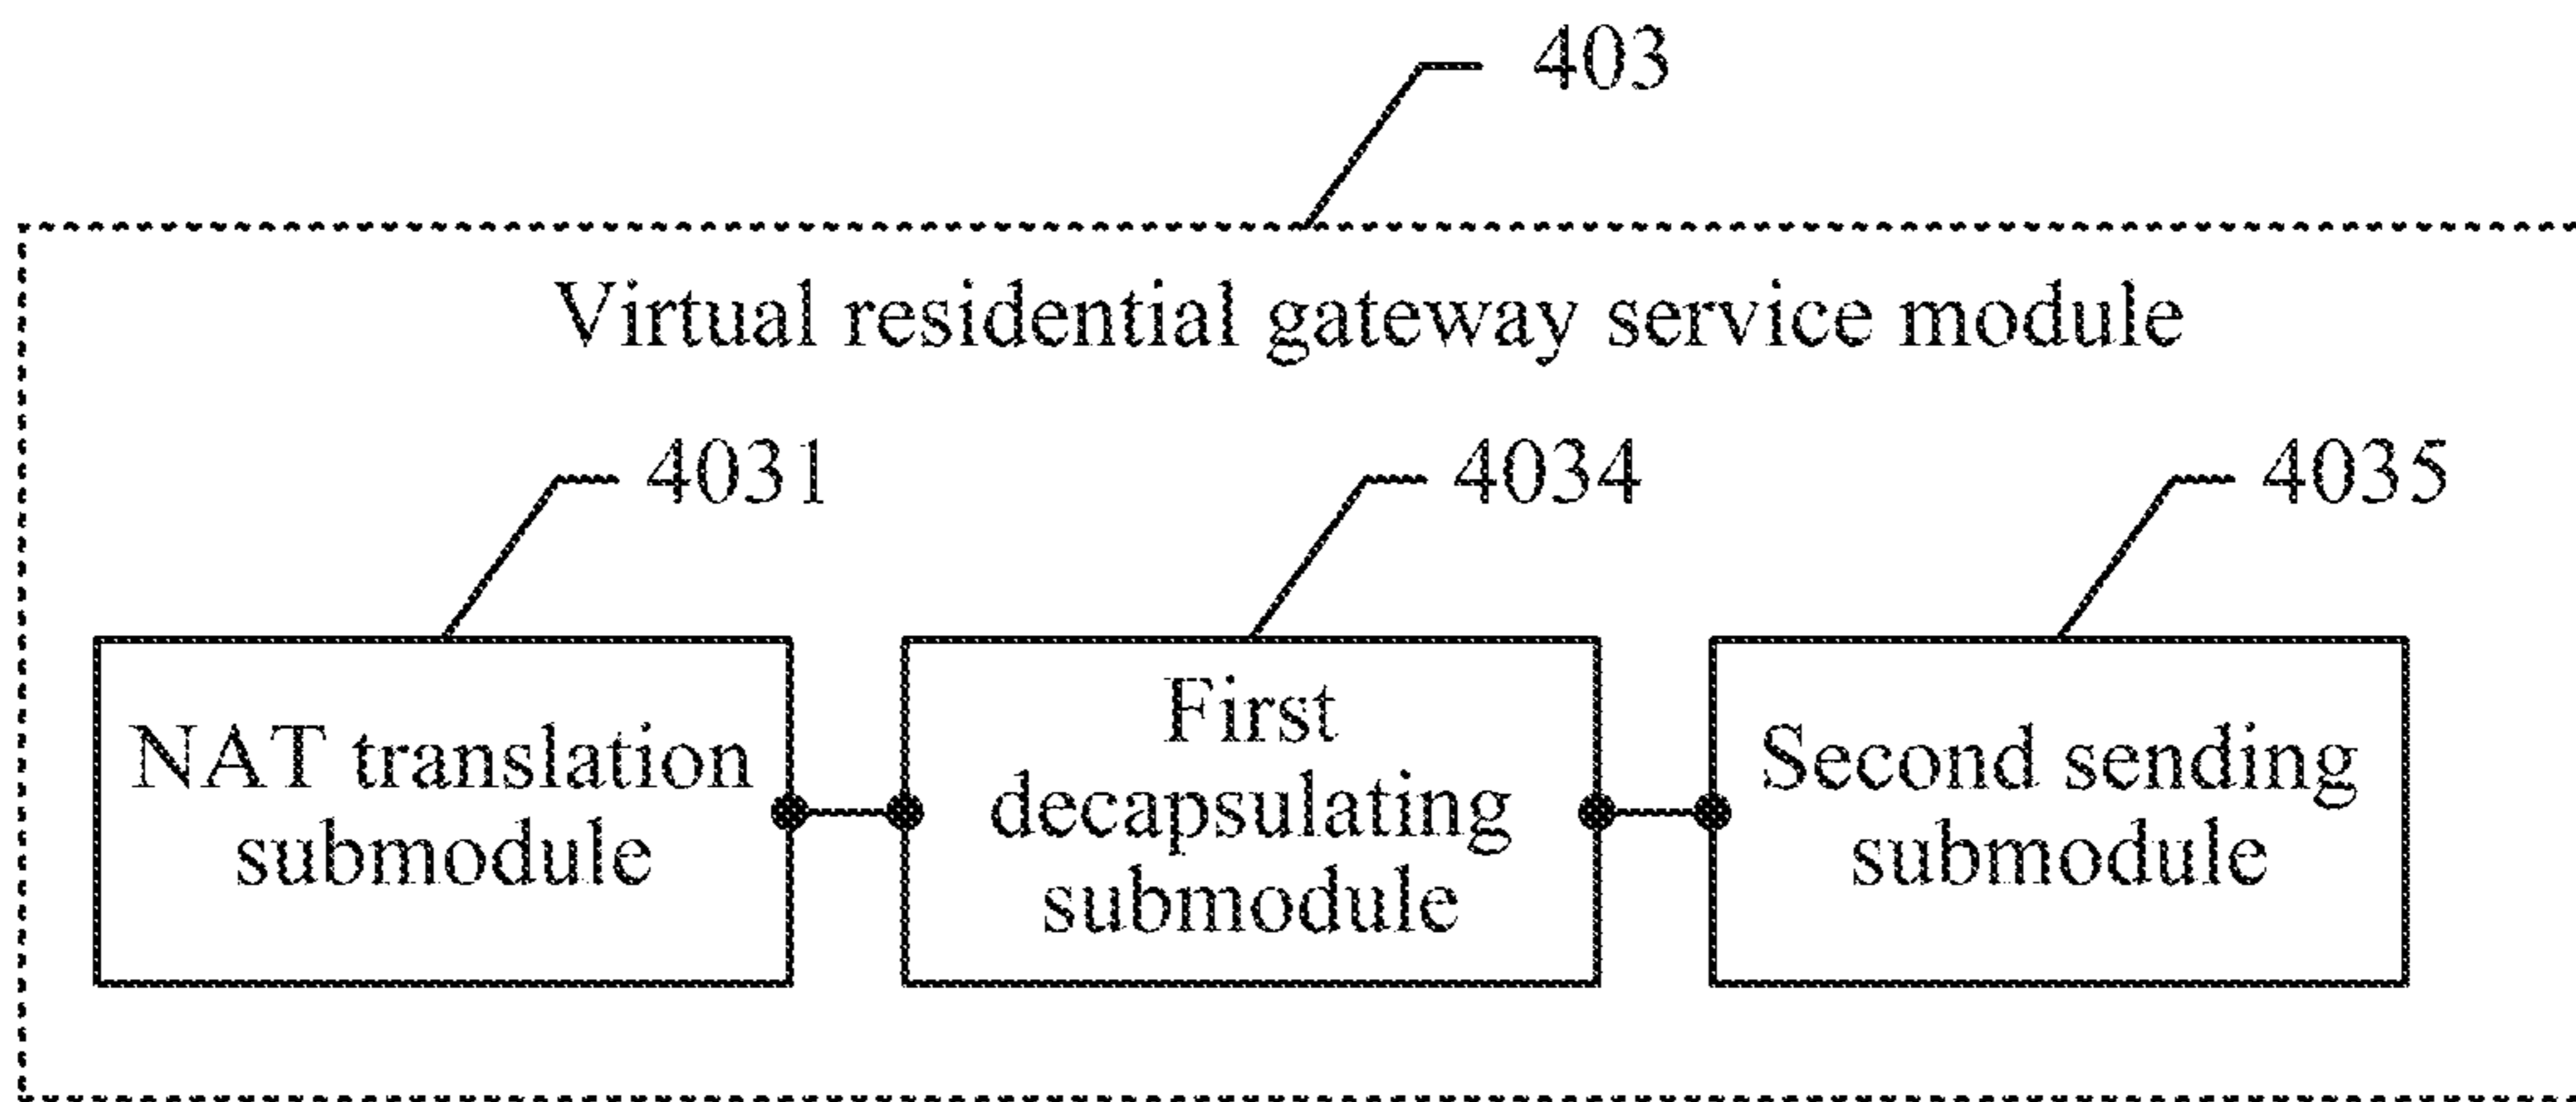 403
Virtual residential gateway service module
4031
4034
4035
NAT translation
submodule
First
decapsulating
submodule
Second sending
submodule